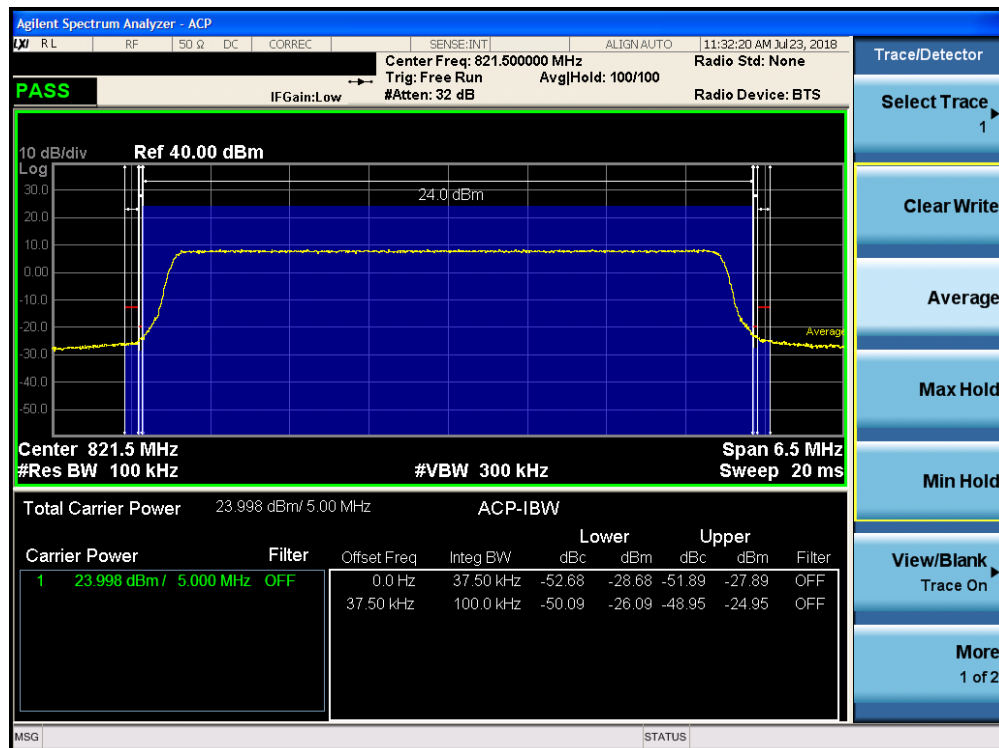 Agilent Spectrum Analyzer - ACP
LXI RL RF 50 Ω DC CORREC SENSE:INT ALIGN AUTO 11:32:20 AM Jul 23, 2018
Center Freq: 821.500000 MHz Radio Std: None
Trig: Free Run Avg|Hold: 100/100
PASS IFGain:Low #Atten: 32 dB Radio Device: BTS
10 dB/div Ref 40.00 dBm
Log
30.0
24.0 dBm
20.0
10.0
0.00
-10.0
-20.0
Average
-30.0
-40.0
-50.0
Center 821.5 MHz Span 6.5 MHz
#Res BW 100 kHz #VBW 300 kHz Sweep 20 ms
Total Carrier Power 23.998 dBm/ 5.00 MHz ACP-IBW
Lower Upper
Carrier Power Filter Offset Freq Integ BW dBc dBm dBc dBm Filter
1 23.998 dBm / 5.000 MHz OFF 0.0 Hz 37.50 kHz -52.68 -28.68 -51.89 -27.89 OFF
37.50 kHz 100.0 kHz -50.09 -26.09 -48.95 -24.95 OFF
MSG STATUS
Trace/Detector
Select Trace
1
Clear Write
Average
Max Hold
Min Hold
View/Blank
Trace On
More
1 of 2